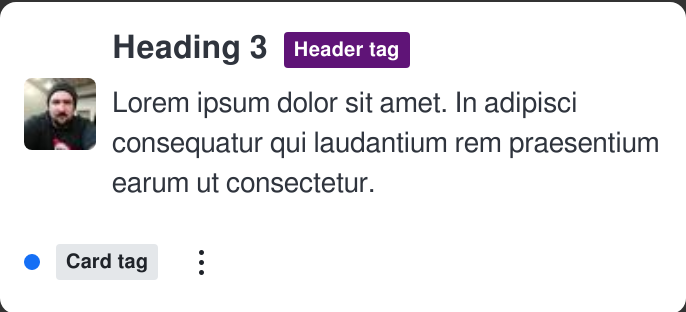 Heading 3 Header tag
Lorem ipsum dolor sit amet. In adipisci
consequatur qui laudantium rem praesentium
earum ut consectetur.
Card tag